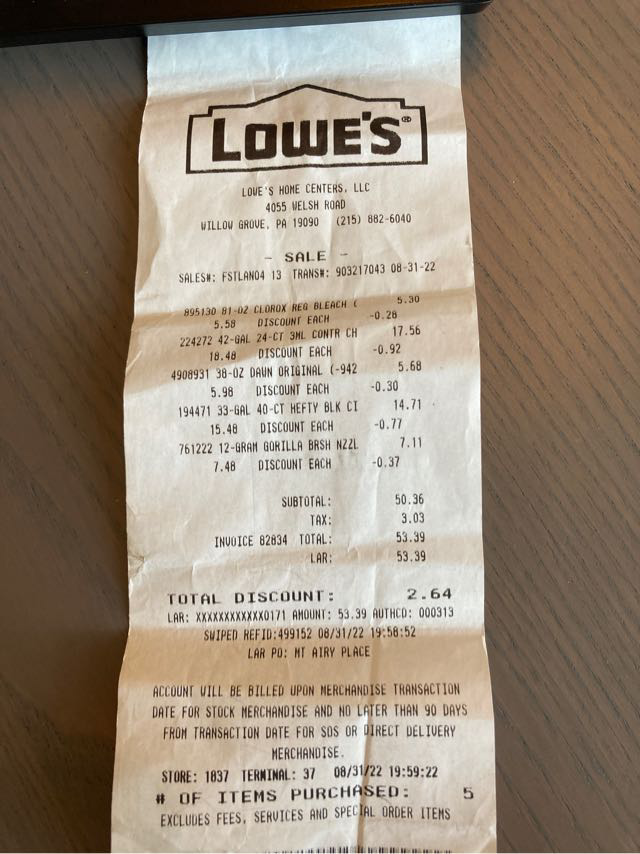 LOWE'S®
LOWE'S HOME CENTERS, LLC
4055 WELSH ROAD
WILLOW GROVE, PA 19090 (215) 882-6040
- SALE -
SALES#: FSTLAN04 13 TRANS#: 903217043 08-31-22
895130 81-OZ CLOROX REG BLEACH ( 5.30
5.58 DISCOUNT EACH -0.28
224272 42-GAL 24-CT 3ML CONTR CH 17.56
18.48 DISCOUNT EACH -0.92
4908931 38-OZ DAWN ORIGINAL (-942 5.68
5.98 DISCOUNT EACH -0.30
194471 33-GAL 40-CT HEFTY BLK CI 14.71
15.48 DISCOUNT EACH -0.77
761222 12-GRAM GORILLA BRSH NZZL 7.11
7.48 DISCOUNT EACH -0.37
SUBTOTAL: 50.36
TAX: 3.03
INVOICE 82834 TOTAL: 53.39
LAR: 53.39
TOTAL DISCOUNT: 2.64
LAR: XXXXXXXXXXXX0171 AMOUNT: 53.39 AUTHCD: 000313
SWIPED REFID:499152 08/31/22 19:58:52
LAR PO: MT AIRY PLACE
ACCOUNT WILL BE BILLED UPON MERCHANDISE TRANSACTION
DATE FOR STOCK MERCHANDISE AND NO LATER THAN 90 DAYS
FROM TRANSACTION DATE FOR SOS OR DIRECT DELIVERY
MERCHANDISE.
STORE: 1837 TERMINAL: 37 08/31/22 19:59:22
# OF ITEMS PURCHASED: 5
EXCLUDES FEES, SERVICES AND SPECIAL ORDER ITEMS